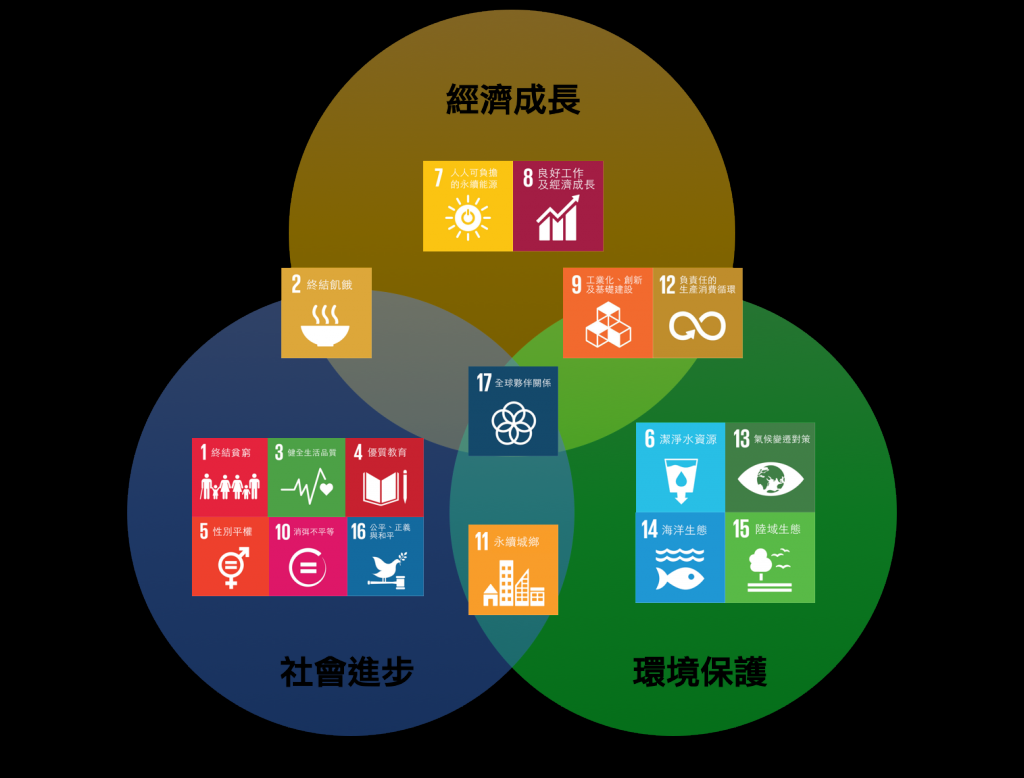 經濟成長
7 人人可負擔
的永續能源
8 良好工作
及經濟成長
2 終結飢餓
9 工業化、創新
及基礎建設
12 負責任的
生產消費循環
17 全球夥伴關係
1 終結貧窮
3 健全生活品質
4 優質教育
5 性別平權
10 消弭不平等
16 公平、正義
與和平
6 潔淨水資源
13 氣候變遷對策
14 海洋生態
15 陸域生態
11 永續城鄉
社會進步
環境保護